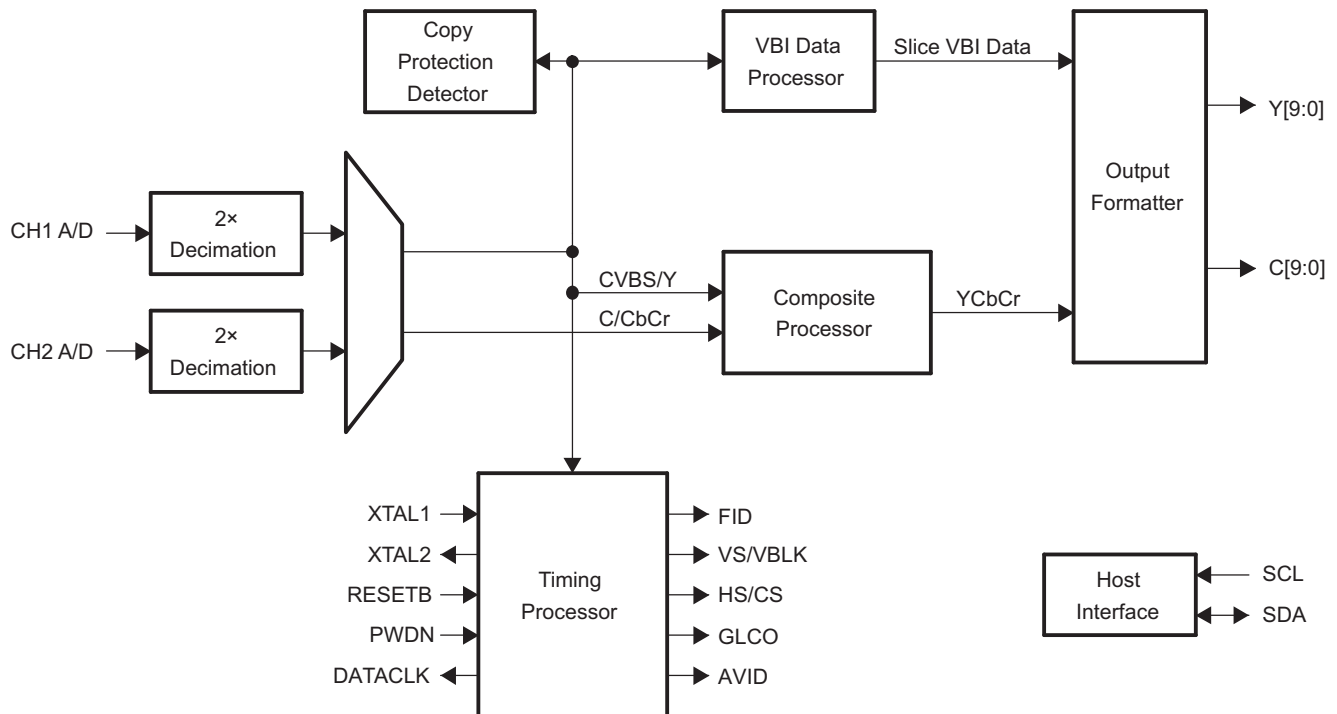 Copy
Protection
Detector
VBI Data
Processor
Slice VBI Data
Output
Formatter
Y[9:0]
C[9:0]
CH1 A/D
2×
Decimation
CH2 A/D
2×
Decimation
CVBS/Y
C/CbCr
Composite
Processor
YCbCr
XTAL1
XTAL2
RESETB
PWDN
DATACLK
Timing
Processor
FID
VS/VBLK
HS/CS
GLCO
AVID
Host
Interface
SCL
SDA